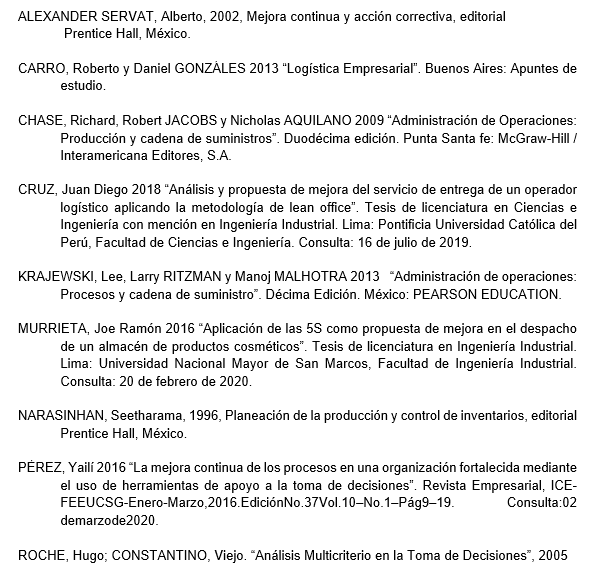 ALEXANDER SERVAT, Alberto, 2002, Mejora continua y acción correctiva, editorial
Prentice Hall, México.
CARRO, Roberto y Daniel GONZÁLES 2013 “Logística Empresarial”. Buenos Aires: Apuntes de
estudio.
CHASE, Richard, Robert JACOBS y Nicholas AQUILANO 2009 “Administración de Operaciones:
Producción y cadena de suministros”. Duodécima edición. Punta Santa fe: McGraw-Hill /
Interamericana Editores, S.A.
CRUZ, Juan Diego 2018 “Análisis y propuesta de mejora del servicio de entrega de un operador
logístico aplicando la metodología de lean office”. Tesis de licenciatura en Ciencias e
Ingeniería con mención en Ingeniería Industrial. Lima: Pontificia Universidad Católica del
Perú, Facultad de Ciencias e Ingeniería. Consulta: 16 de julio de 2019.
KRAJEWSKI, Lee, Larry RITZMAN y Manoj MALHOTRA 2013 “Administración de operaciones:
Procesos y cadena de suministro”. Décima Edición. México: PEARSON EDUCATION.
MURRIETA, Joe Ramón 2016 “Aplicación de las 5S como propuesta de mejora en el despacho
de un almacén de productos cosméticos”. Tesis de licenciatura en Ingeniería Industrial.
Lima: Universidad Nacional Mayor de San Marcos, Facultad de Ingeniería Industrial.
Consulta: 20 de febrero de 2020.
NARASINHAN, Seetharama, 1996, Planeación de la producción y control de inventarios, editorial
Prentice Hall, México.
PÉREZ, Yailí 2016 “La mejora continua de los procesos en una organización fortalecida mediante
el uso de herramientas de apoyo a la toma de decisiones”. Revista Empresarial, ICE-
FEEUCSG-Enero-Marzo,2016.EdiciónNo.37Vol.10–No.1–Pág9–19. Consulta:02
demarzode2020.
ROCHE, Hugo; CONSTANTINO, Viejo. “Análisis Multicriterio en la Toma de Decisiones”, 2005